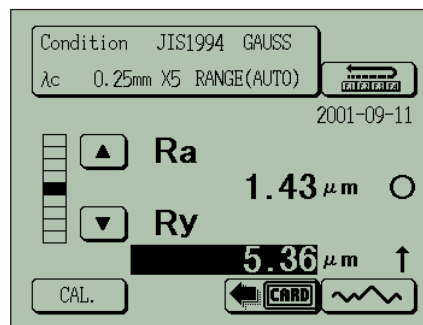 Condition JIS1994 GAUSS
λc 0.25mm X5 RANGE(AUTO)
2001-09-11
Ra
1.43 μm
Ry
5.36 μm ↑
CAL. CARD